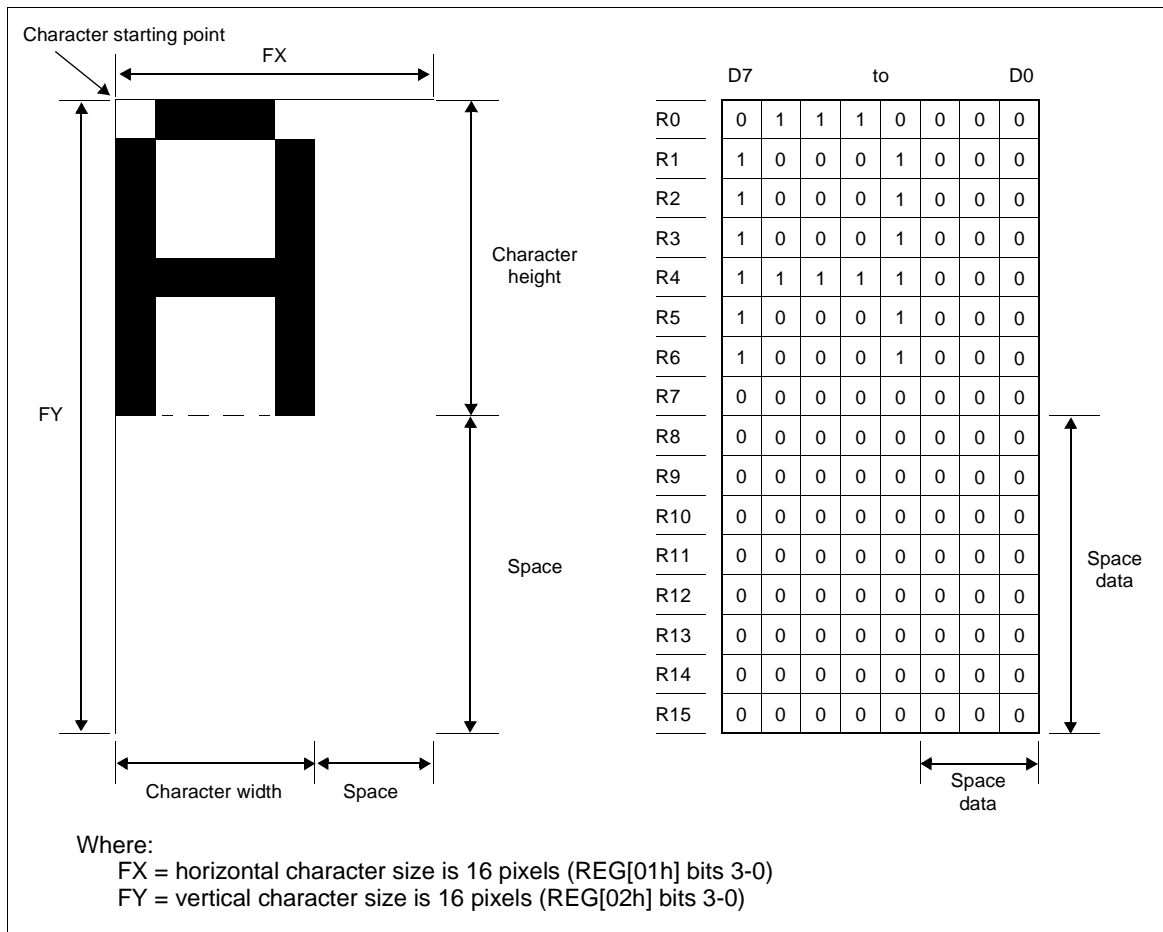 Character starting point
FX
D7 to D0
R0 0 1 1 1 0 0 0 0
R1 1 0 0 0 1 0 0 0
R2 1 0 0 0 1 0 0 0
R3 1 0 0 0 1 0 0 0
Character
height
R4 1 1 1 1 1 0 0 0
R5 1 0 0 0 1 0 0 0
R6 1 0 0 0 1 0 0 0
R7 0 0 0 0 0 0 0 0
FY
R8 0 0 0 0 0 0 0 0
R9 0 0 0 0 0 0 0 0
R10 0 0 0 0 0 0 0 0
R11 0 0 0 0 0 0 0 0
Space
Space
data
R12 0 0 0 0 0 0 0 0
R13 0 0 0 0 0 0 0 0
R14 0 0 0 0 0 0 0 0
R15 0 0 0 0 0 0 0 0
Character width Space
Space
data
Where:
FX = horizontal character size is 16 pixels (REG[01h] bits 3-0)
FY = vertical character size is 16 pixels (REG[02h] bits 3-0)